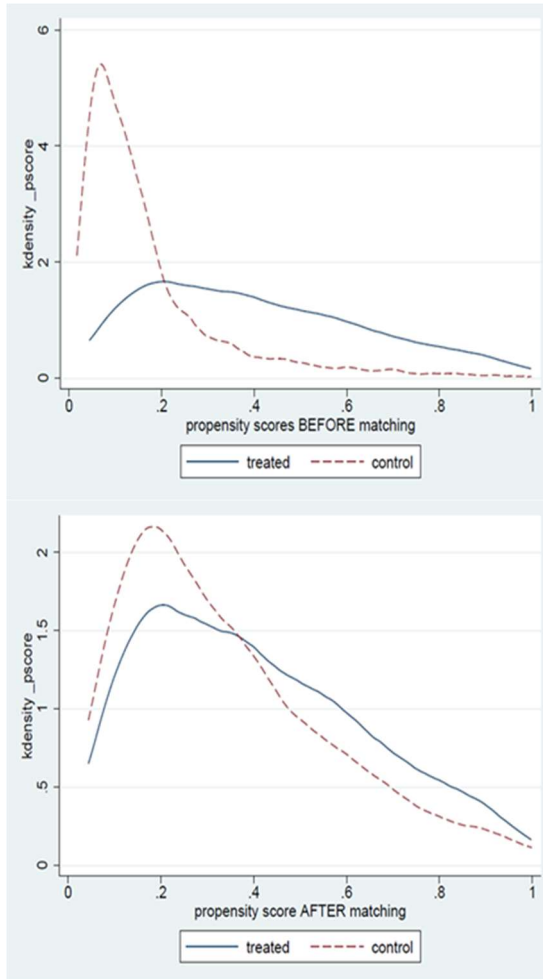 6
4
kdensity _pscore
2
0
0 .2 .4 .6 .8 1
propensity scores BEFORE matching
treated control
2
1.5
kdensity _pscore
1
.5
0
0 .2 .4 .6 .8 1
propensity score AFTER matching
treated control